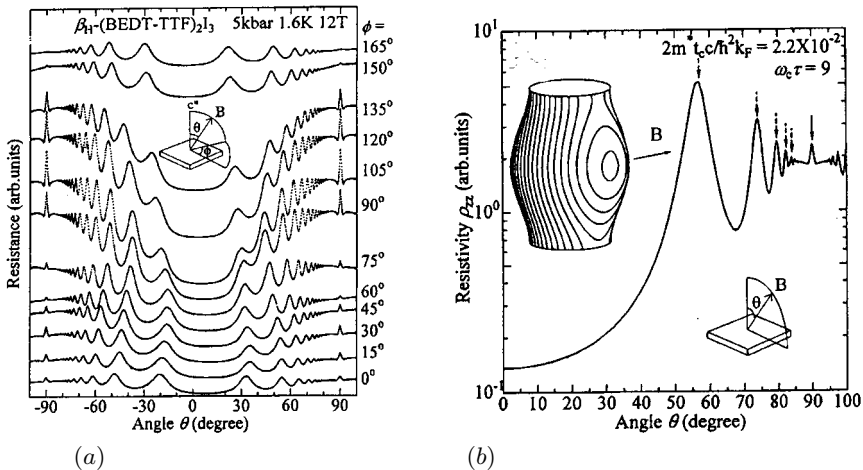 β_H-(BEDT-TTF)₂I₃ 5kbar 1.6K 12T
ϕ=
165°
150°
135°
120°
105°
90°
75°
60°
45°
30°
15°
0°
c*
B
θ
ϕ
Resistance (arb.units)
-90 -60 -30 0 30 60 90
Angle θ (degree)
(a)
2m*t_c c/ħ²k_F = 2.2X10⁻²
ω_cτ = 9
B
B
θ
Resistivity ρ_zz (arb.units)
10¹
10⁰
10⁻¹
0 10 20 30 40 50 60 70 80 90 100
Angle θ (degree)
(b)